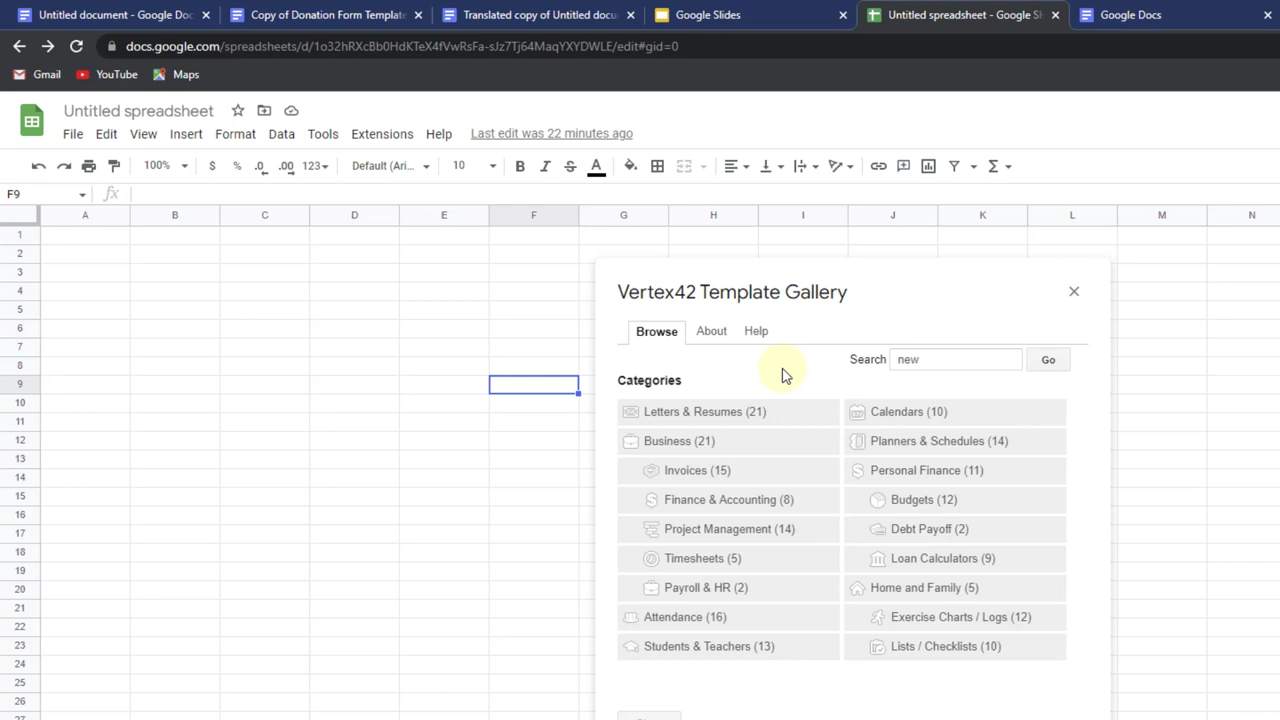 Untitled document - Google Doc
Copy of Donation Form Template
Translated copy of Untitled docu
Google Slides
Untitled spreadsheet - Google Sh
Google Docs
docs.google.com/spreadsheets/d/1o32hRXcBb0HdKTeX4fVwRsFa-sJz7Tj64MaqYXYDWLE/edit#gid=0
Gmail YouTube Maps
Untitled spreadsheet
File Edit View Insert Format Data Tools Extensions Help Last edit was 22 minutes ago
100% $ % .0 .00 123 Default (Ari... 10 B I S A
F9 fx
A B C D E F G H I J K L M N
1
2
3
4
5
6
7
8
9
10
11
12
13
14
15
16
17
18
19
20
21
22
23
24
25
26
Vertex42 Template Gallery
Browse About Help
Search new Go
Categories
Letters & Resumes (21)
Business (21)
Invoices (15)
Finance & Accounting (8)
Project Management (14)
Timesheets (5)
Payroll & HR (2)
Attendance (16)
Students & Teachers (13)
Calendars (10)
Planners & Schedules (14)
Personal Finance (11)
Budgets (12)
Debt Payoff (2)
Loan Calculators (9)
Home and Family (5)
Exercise Charts / Logs (12)
Lists / Checklists (10)